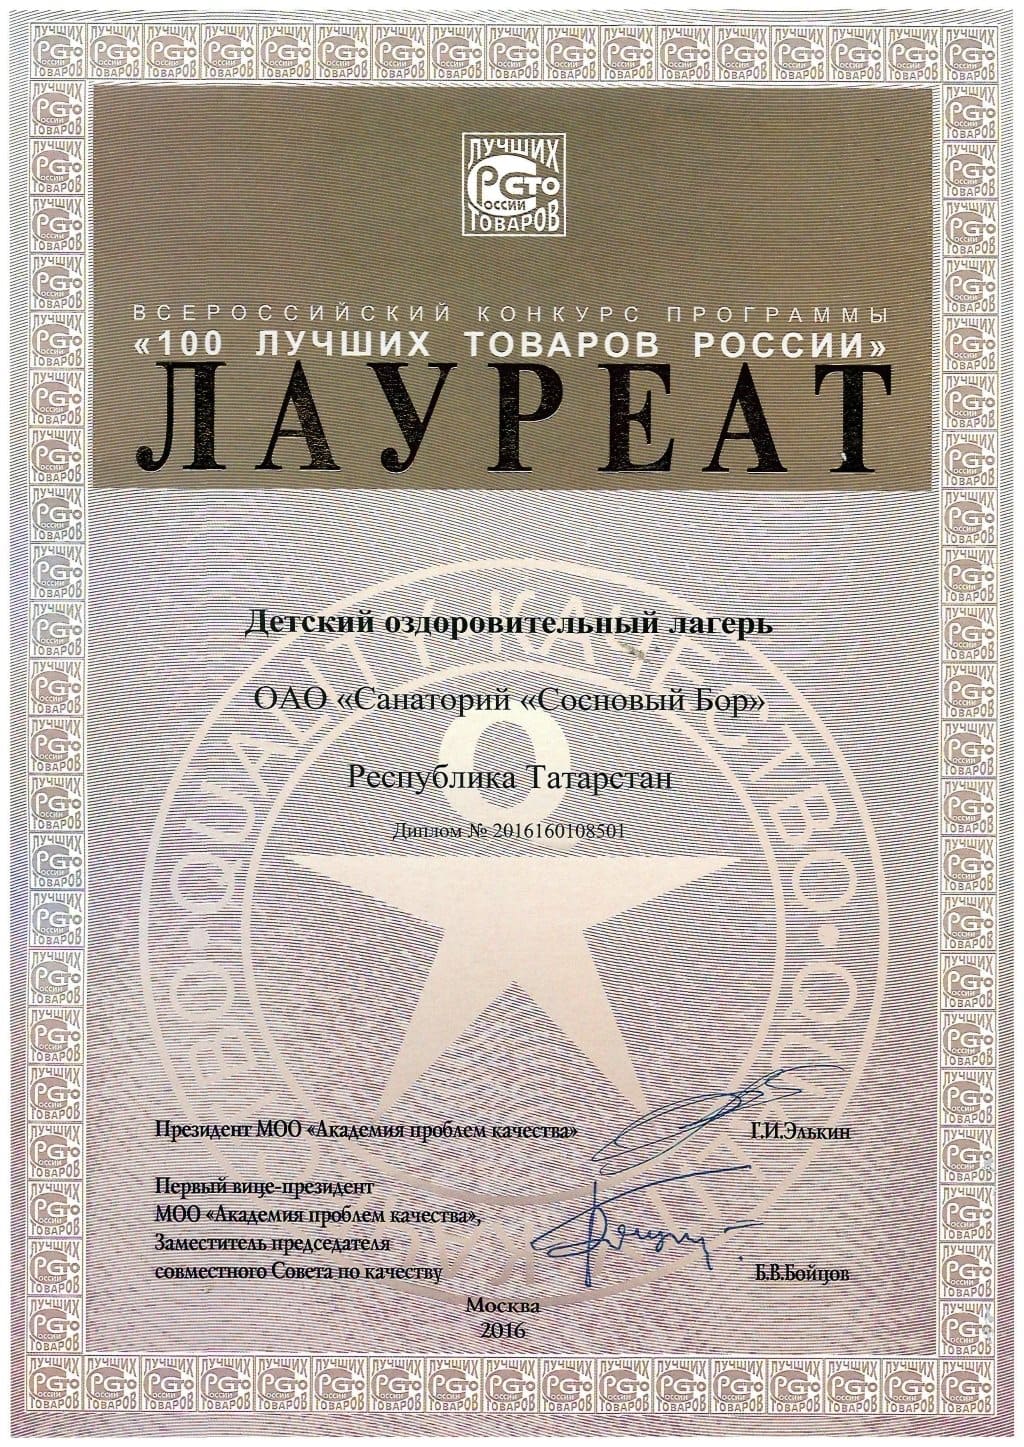 ЛУЧШИХ
СТО
РОССИИ
ТОВАРОВ
ВСЕРОССИЙСКИЙ КОНКУРС ПРОГРАММЫ
«100 ЛУЧШИХ ТОВАРОВ РОССИИ»
ЛАУРЕАТ
Детский оздоровительный лагерь
ОАО «Санаторий «Сосновый Бор»
Республика Татарстан
Диплом № 2016160108501
Президент МОО «Академия проблем качества»
Г.И.Элькин
Первый вице-президент
МОО «Академия проблем качества»,
Заместитель председателя
совместного Совета по качеству
Б.В.Бойцов
Москва
2016